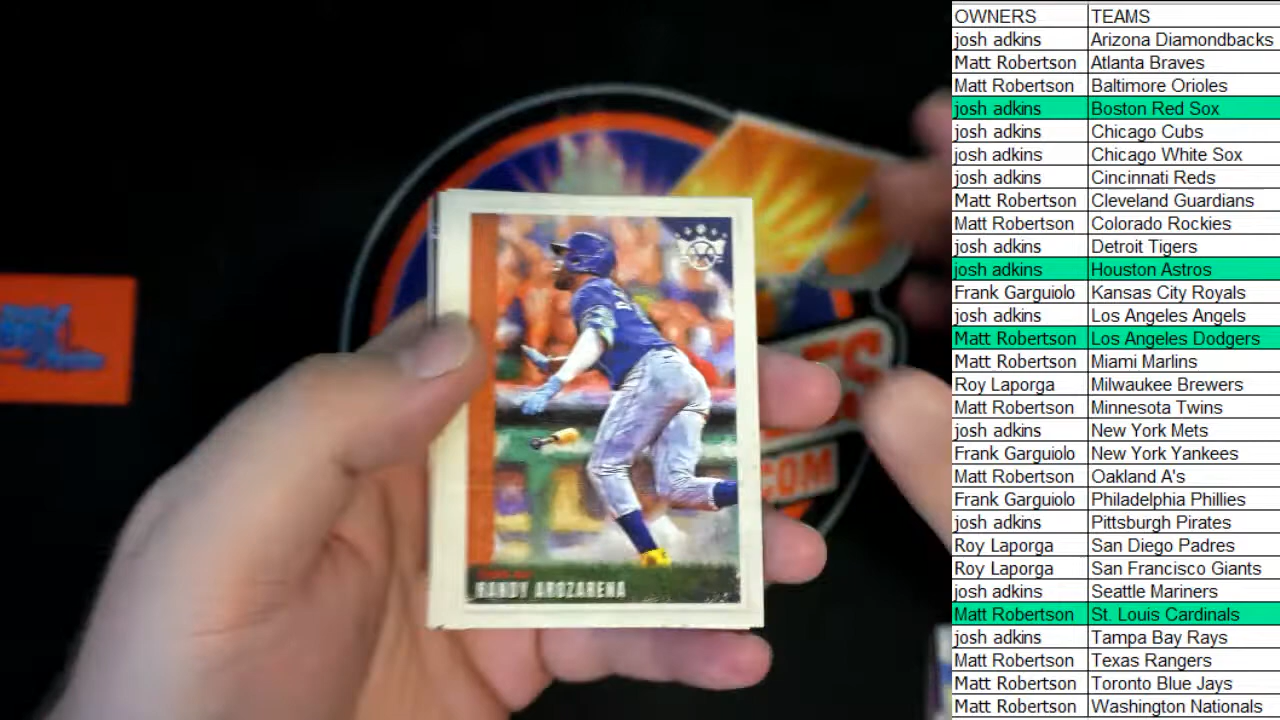 OWNERS TEAMS
josh adkins Arizona Diamondbacks
Matt Robertson Atlanta Braves
Matt Robertson Baltimore Orioles
josh adkins Boston Red Sox
josh adkins Chicago Cubs
josh adkins Chicago White Sox
josh adkins Cincinnati Reds
Matt Robertson Cleveland Guardians
Matt Robertson Colorado Rockies
josh adkins Detroit Tigers
josh adkins Houston Astros
Frank Garguiolo Kansas City Royals
josh adkins Los Angeles Angels
Matt Robertson Los Angeles Dodgers
Matt Robertson Miami Marlins
Roy Laporga Milwaukee Brewers
Matt Robertson Minnesota Twins
josh adkins New York Mets
Frank Garguiolo New York Yankees
Matt Robertson Oakland A's
Frank Garguiolo Philadelphia Phillies
josh adkins Pittsburgh Pirates
Roy Laporga San Diego Padres
Roy Laporga San Francisco Giants
josh adkins Seattle Mariners
Matt Robertson St. Louis Cardinals
josh adkins Tampa Bay Rays
Matt Robertson Texas Rangers
Matt Robertson Toronto Blue Jays
Matt Robertson Washington Nationals
RANDY AROZARENA
.COM